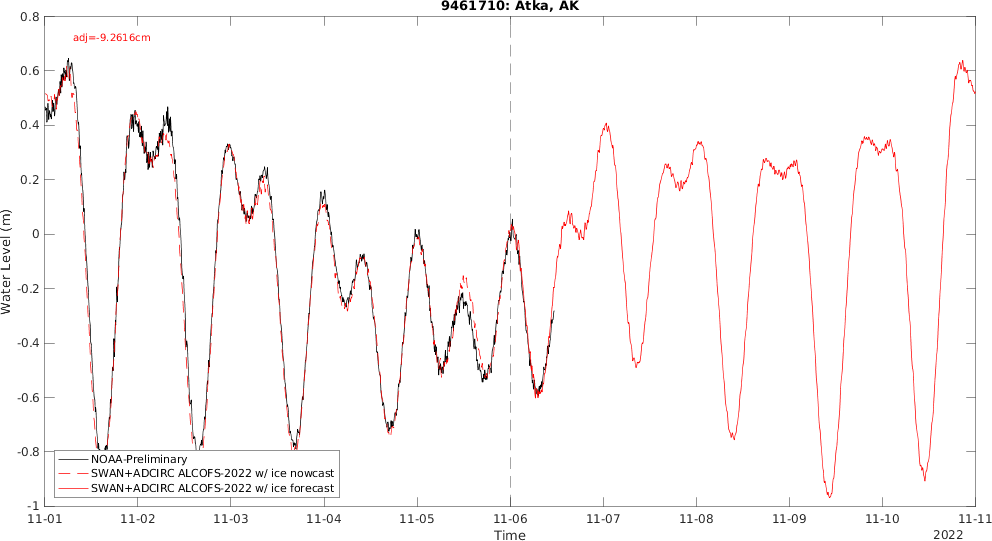 9461710: Atka, AK
adj=-9.2616cm
Water Level (m)
0.8
0.6
0.4
0.2
0
-0.2
-0.4
-0.6
-0.8
-1
NOAA-Preliminary
SWAN+ADCIRC ALCOFS-2022 w/ ice nowcast
SWAN+ADCIRC ALCOFS-2022 w/ ice forecast
11-01 11-02 11-03 11-04 11-05 11-06 11-07 11-08 11-09 11-10 11-11
Time
2022